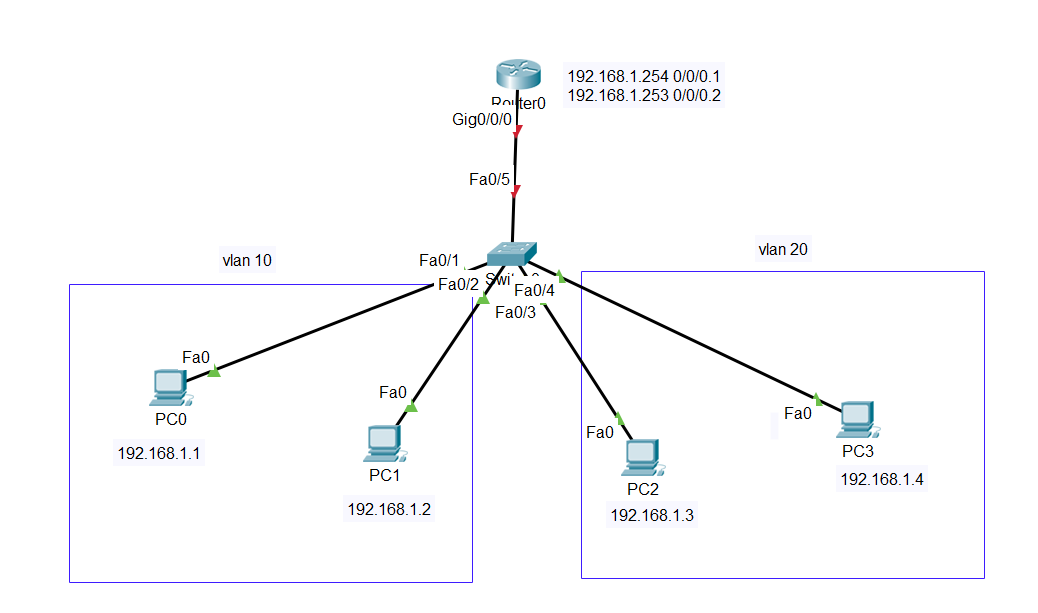 192.168.1.254 0/0/0.1
192.168.1.253 0/0/0.2
Router0
Gig0/0/0
Fa0/5
vlan 10
vlan 20
Fa0/1
Fa0/2
Fa0/4
Fa0/3
Fa0
PC0
192.168.1.1
Fa0
PC1
192.168.1.2
Fa0
PC2
192.168.1.3
Fa0
PC3
192.168.1.4